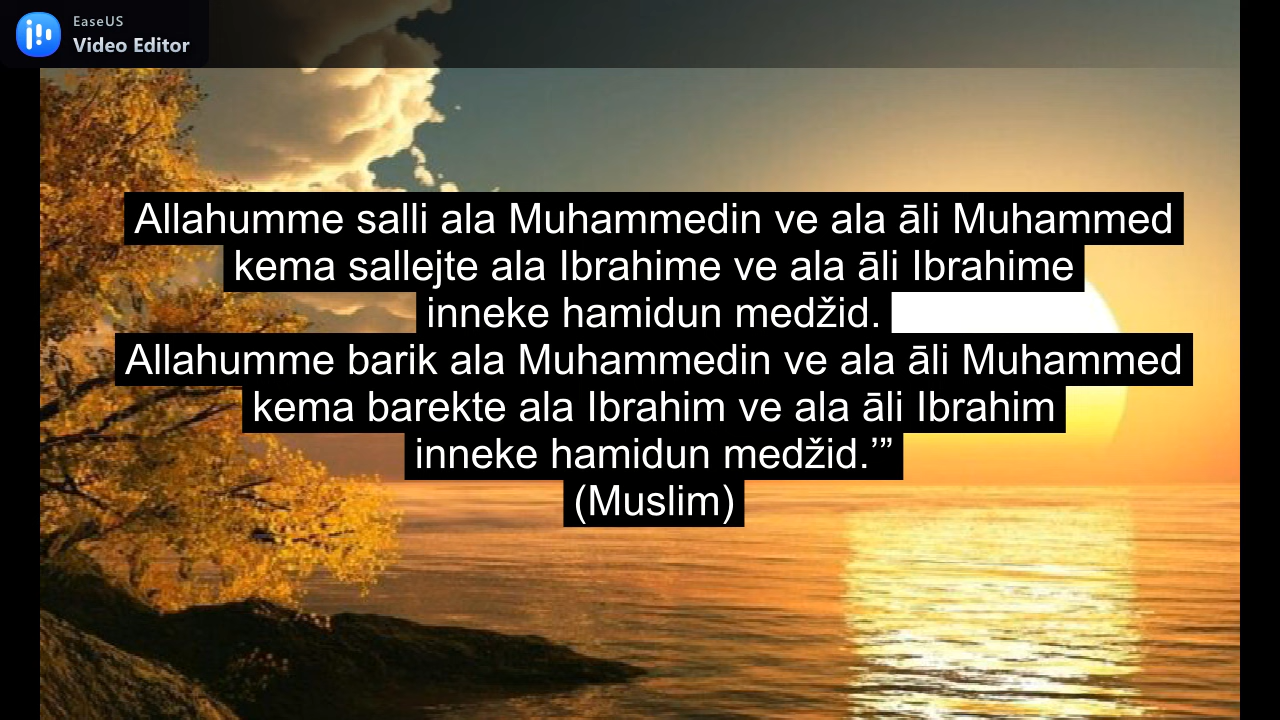 EaseUS
Video Editor
Allahumme salli ala Muhammedin ve ala āli Muhammed
kema sallejte ala Ibrahime ve ala āli Ibrahime
inneke hamidun medžid.
Allahumme barik ala Muhammedin ve ala āli Muhammed
kema barekte ala Ibrahim ve ala āli Ibrahim
inneke hamidun medžid.’”
(Muslim)